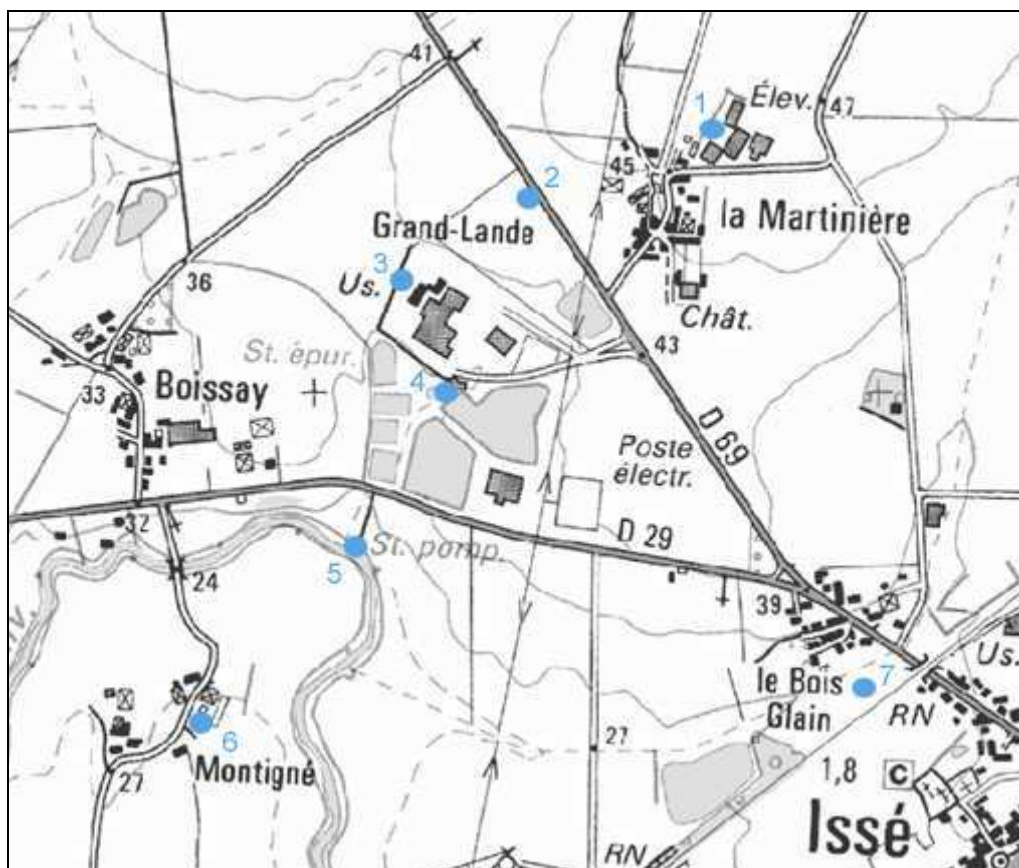 41
1
Élev.
47
45
2
la Martinière
Grand-Lande
3
Us.
36
Chât.
43
St. épur.
4
33
Boissay
D 69
Poste
électr.
32
D 29
St. pomp.
5
24
39
Us.
le Bois
Glain
7
RN
6
27
Montigné
27
1,8
C
Issé
RN